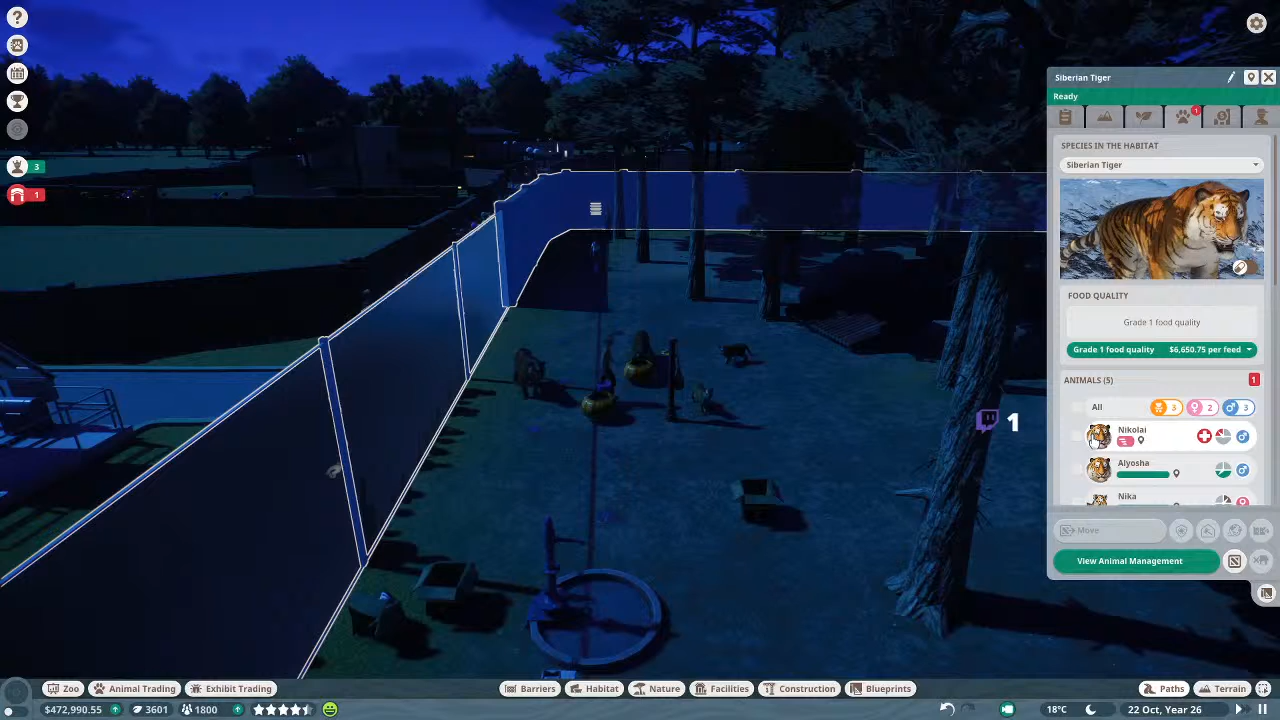 ?
3
1
Siberian Tiger
Ready
1
SPECIES IN THE HABITAT
Siberian Tiger
FOOD QUALITY
Grade 1 food quality
Grade 1 food quality $6,650.75 per feed
ANIMALS (5) 1
All 3 2 3
Nikolai
Alyosha
Nika
Move
View Animal Management
1
Zoo Animal Trading Exhibit Trading Barriers Habitat Nature Facilities Construction Blueprints Paths Terrain
$472,990.55 3601 1800 18°C 22 Oct, Year 26